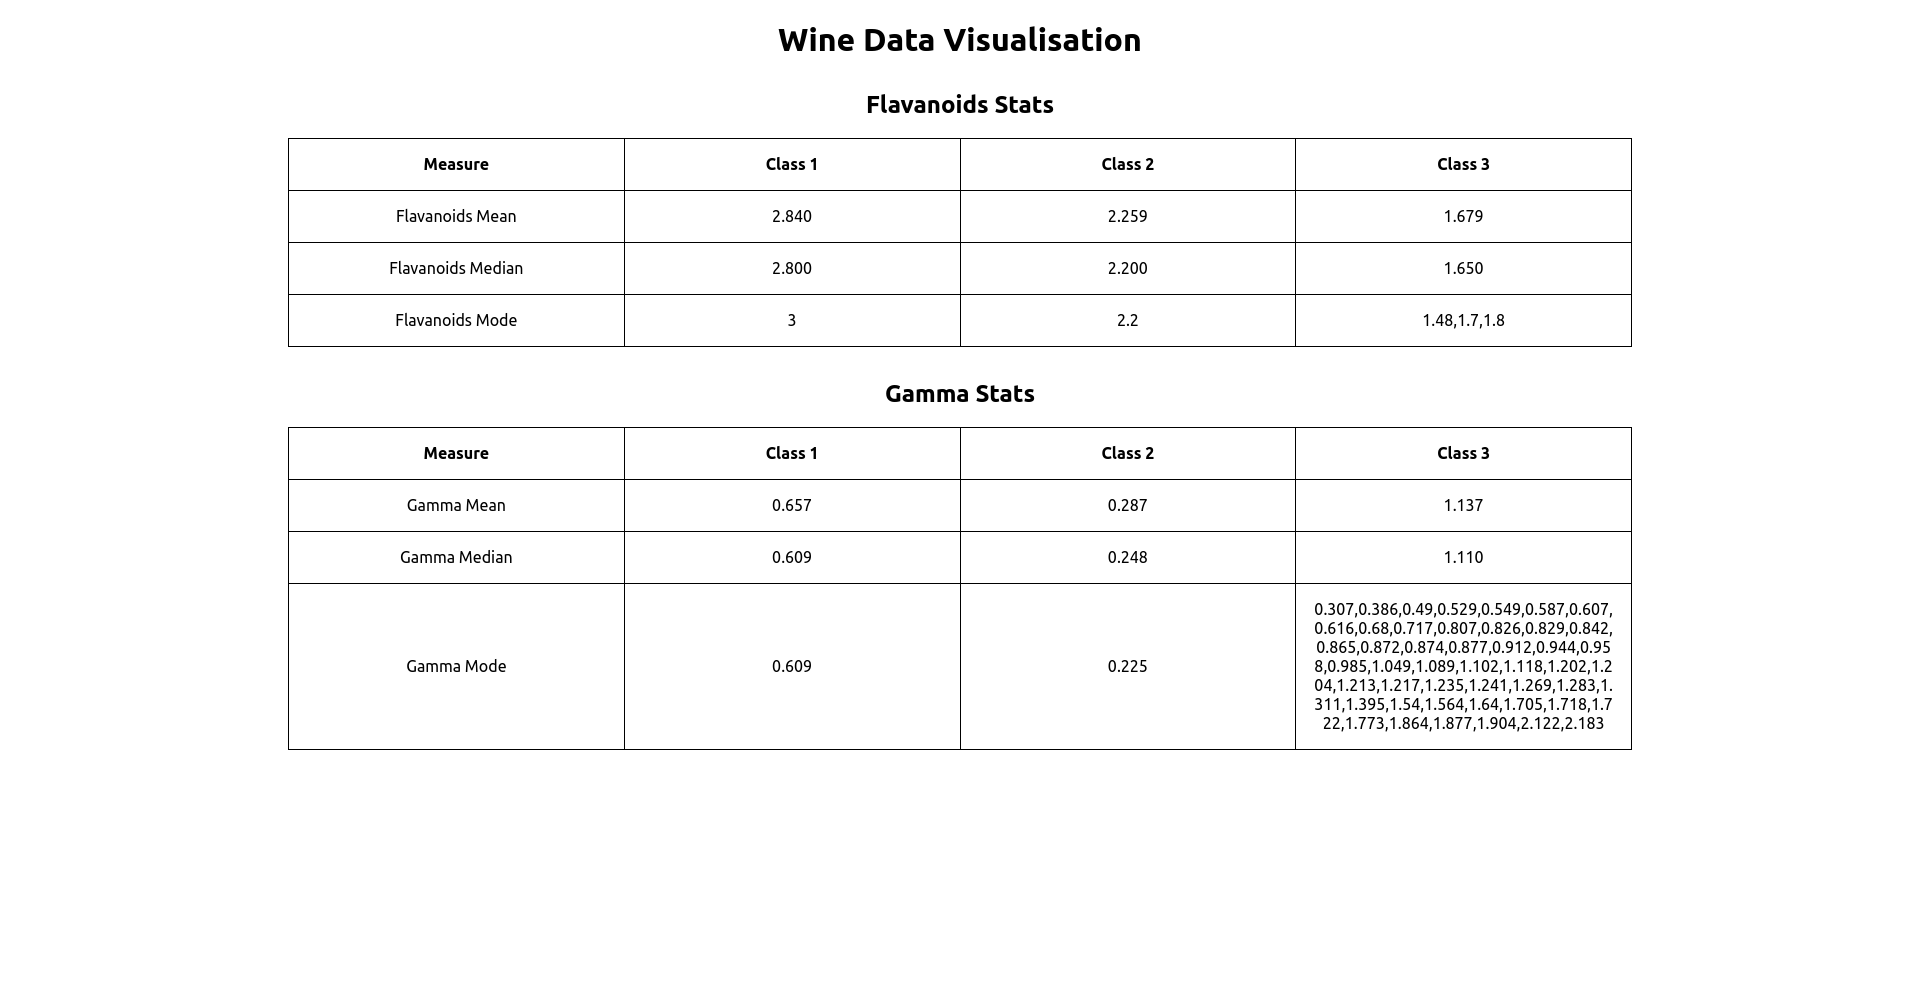 Wine Data Visualisation
Flavanoids Stats
Measure Class 1 Class 2 Class 3
Flavanoids Mean 2.840 2.259 1.679
Flavanoids Median 2.800 2.200 1.650
Flavanoids Mode 3 2.2 1.48,1.7,1.8
Gamma Stats
Measure Class 1 Class 2 Class 3
Gamma Mean 0.657 0.287 1.137
Gamma Median 0.609 0.248 1.110
Gamma Mode 0.609 0.225
0.307,0.386,0.49,0.529,0.549,0.587,0.607,
0.616,0.68,0.717,0.807,0.826,0.829,0.842,
0.865,0.872,0.874,0.877,0.912,0.944,0.95
8,0.985,1.049,1.089,1.102,1.118,1.202,1.2
04,1.213,1.217,1.235,1.241,1.269,1.283,1.
311,1.395,1.54,1.564,1.64,1.705,1.718,1.7
22,1.773,1.864,1.877,1.904,2.122,2.183